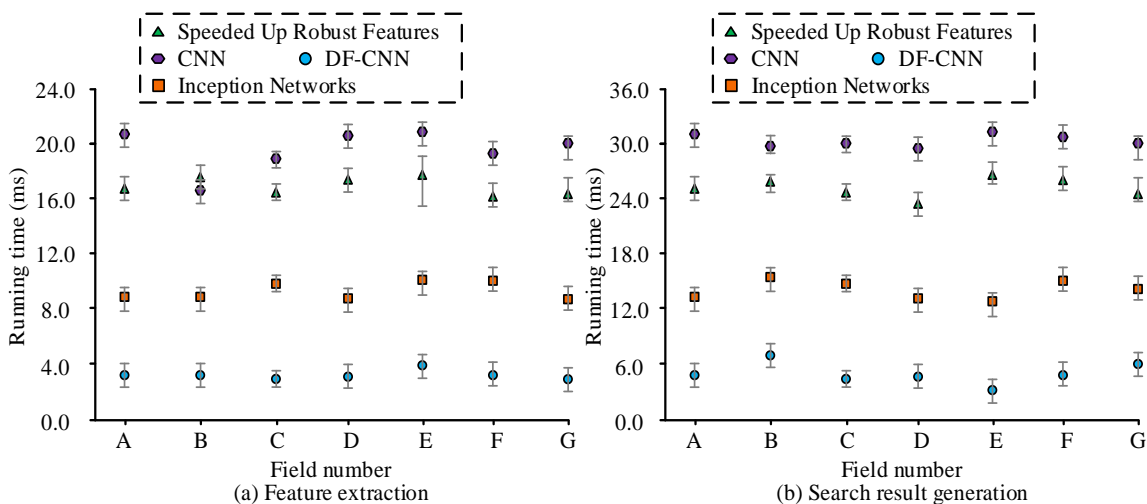 Speeded Up Robust Features
CNN DF-CNN
Inception Networks
Running time (ms)
24.0
20.0
16.0
12.0
8.0
4.0
0.0
A B C D E F G
Field number
(a) Feature extraction
Speeded Up Robust Features
CNN DF-CNN
Inception Networks
Running time (ms)
36.0
30.0
24.0
18.0
12.0
6.0
0.0
A B C D E F G
Field number
(b) Search result generation